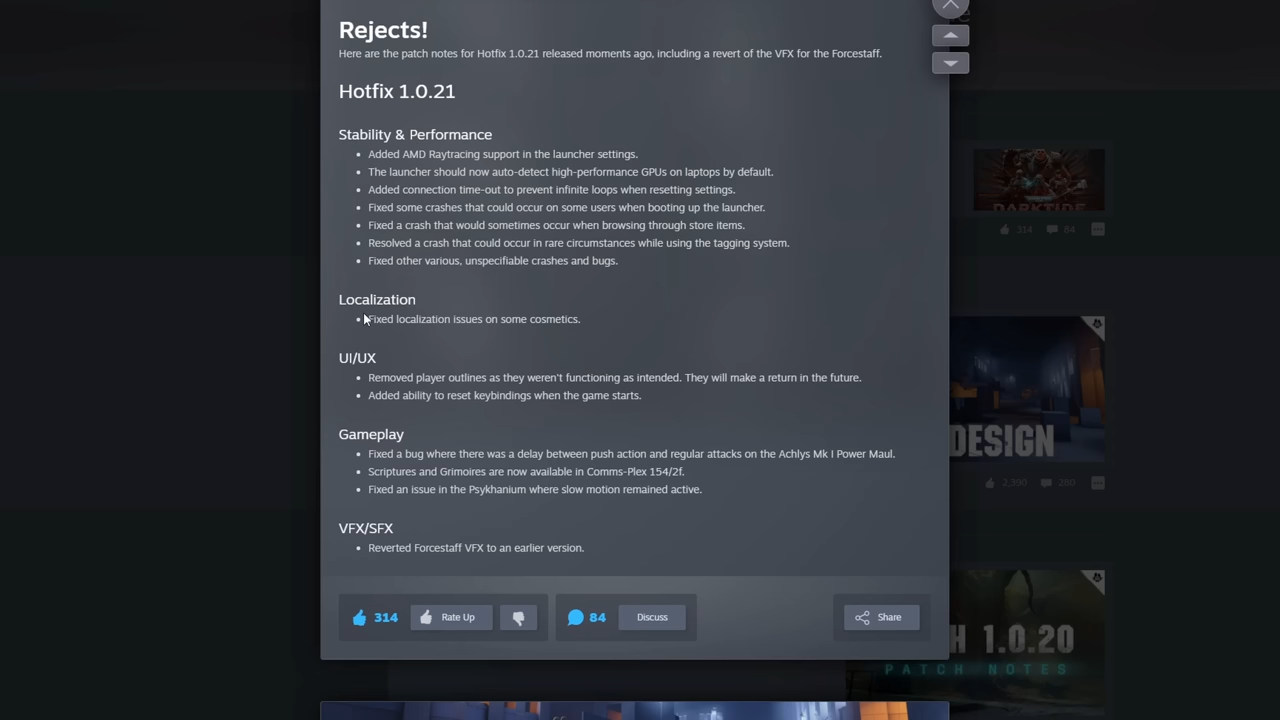 Rejects!
Here are the patch notes for Hotfix 1.0.21 released moments ago, including a revert of the VFX for the Forcestaff.
Hotfix 1.0.21
Stability & Performance
• Added AMD Raytracing support in the launcher settings.
• The launcher should now auto-detect high-performance GPUs on laptops by default.
• Added connection time-out to prevent infinite loops when resetting settings.
• Fixed some crashes that could occur on some users when booting up the launcher.
• Fixed a crash that would sometimes occur when browsing through store items.
• Resolved a crash that could occur in rare circumstances while using the tagging system.
• Fixed other various, unspecifiable crashes and bugs.
Localization
• Fixed localization issues on some cosmetics.
UI/UX
• Removed player outlines as they weren't functioning as intended. They will make a return in the future.
• Added ability to reset keybindings when the game starts.
Gameplay
• Fixed a bug where there was a delay between push action and regular attacks on the Achlys Mk I Power Maul.
• Scriptures and Grimoires are now available in Comms-Plex 154/2f.
• Fixed an issue in the Psykhanium where slow motion remained active.
VFX/SFX
• Reverted Forcestaff VFX to an earlier version.
314 Rate Up 84 Discuss Share
DARKTIDE
314 84
DESIGN
2,390 280
H 1.0.20
PATCH NOTES